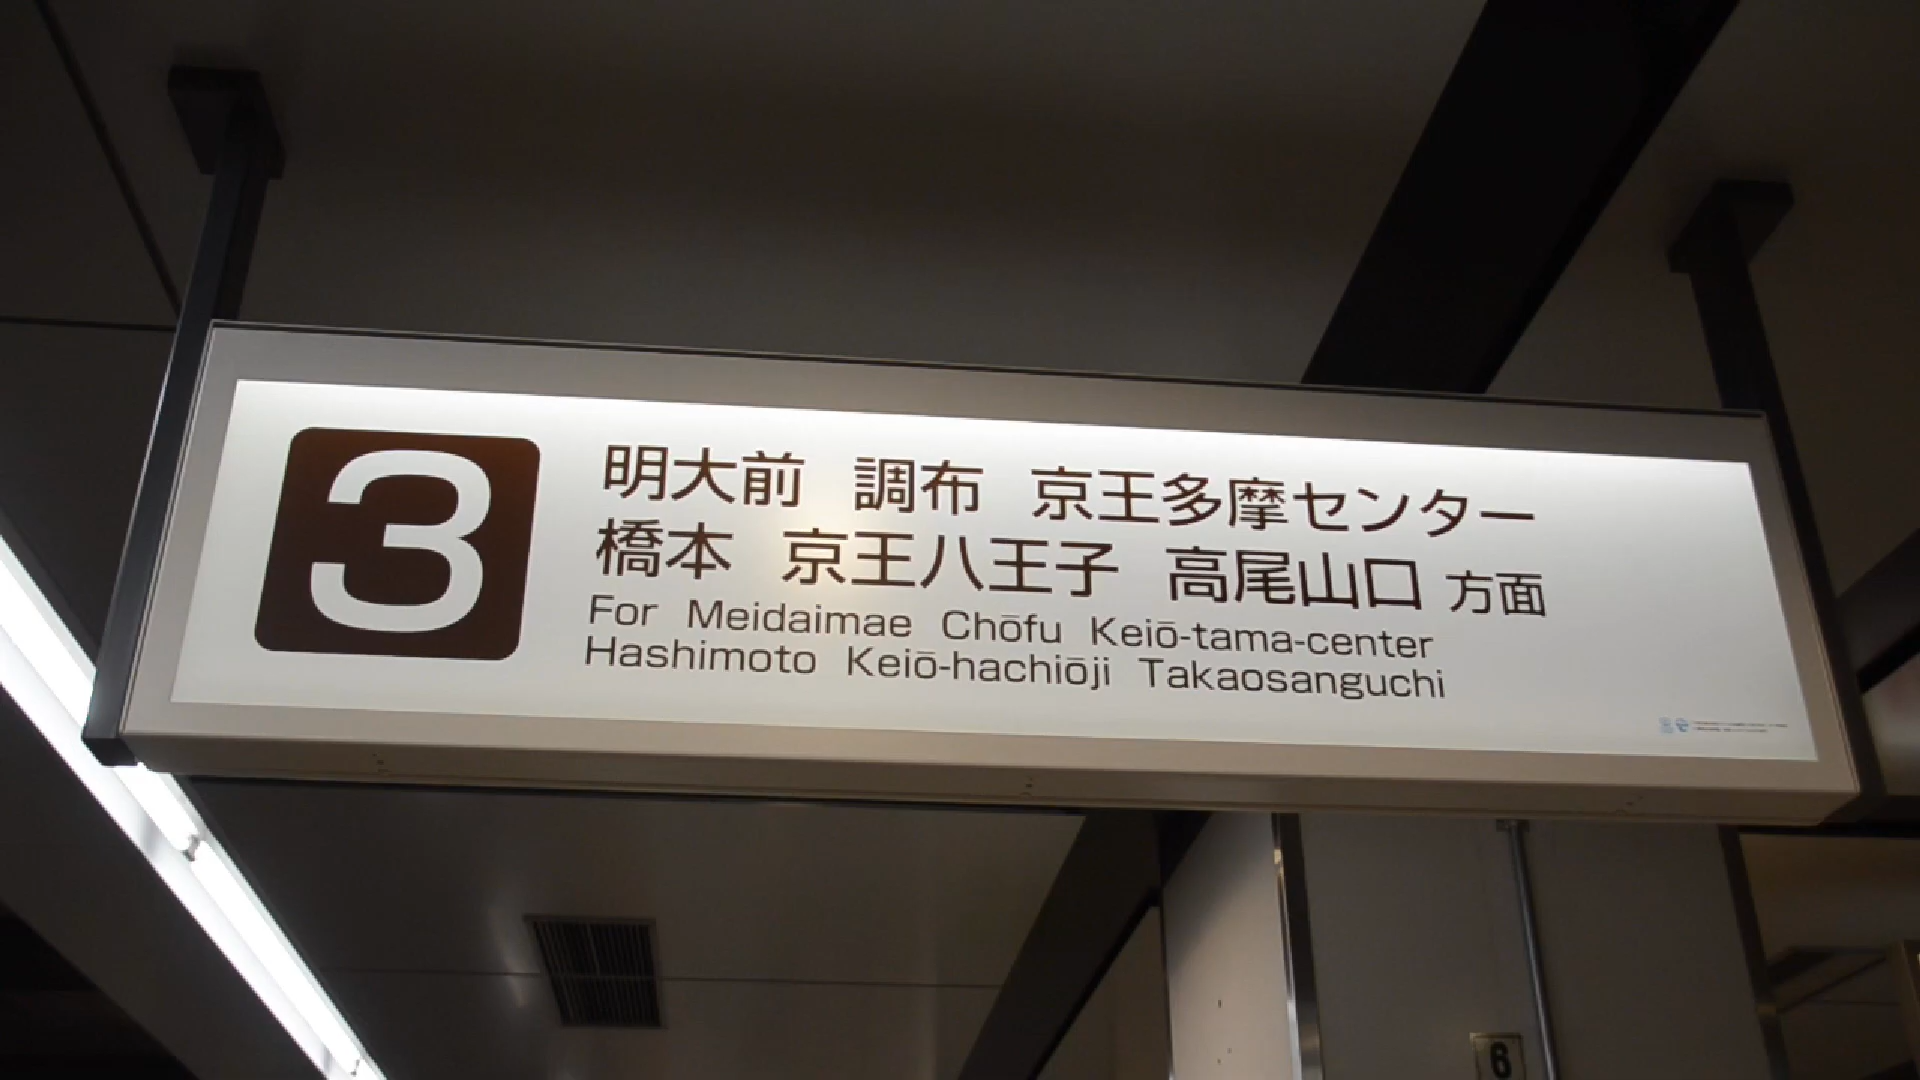 3
明大前 調布 京王多摩センター
橋本 京王八王子 高尾山口 方面
For Meidaimae Chōfu Keiō-tama-center
Hashimoto Keiō-hachiōji Takaosanguchi
6